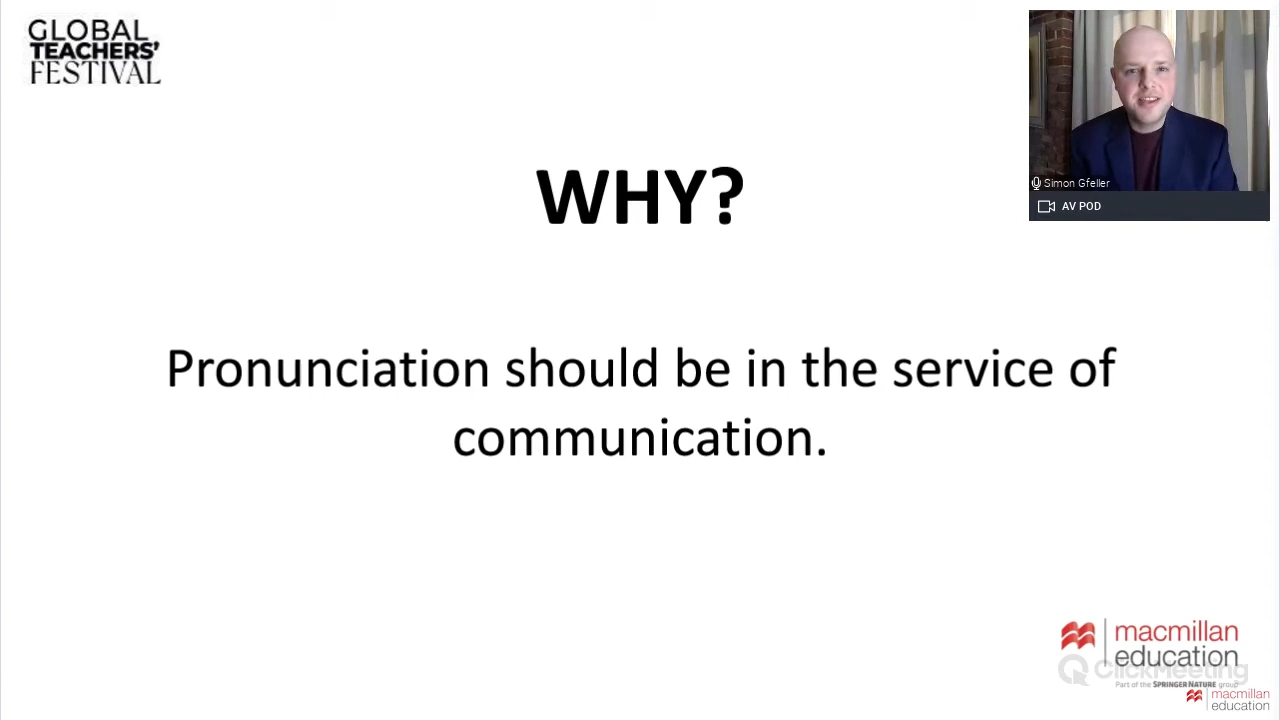 GLOBAL
TEACHERS'
FESTIVAL
WHY?
Simon Gfeller
AV POD
Pronunciation should be in the service of
communication.
macmillan
education
ClickMeeting
Part of the SPRINGER NATURE group
macmillan
education